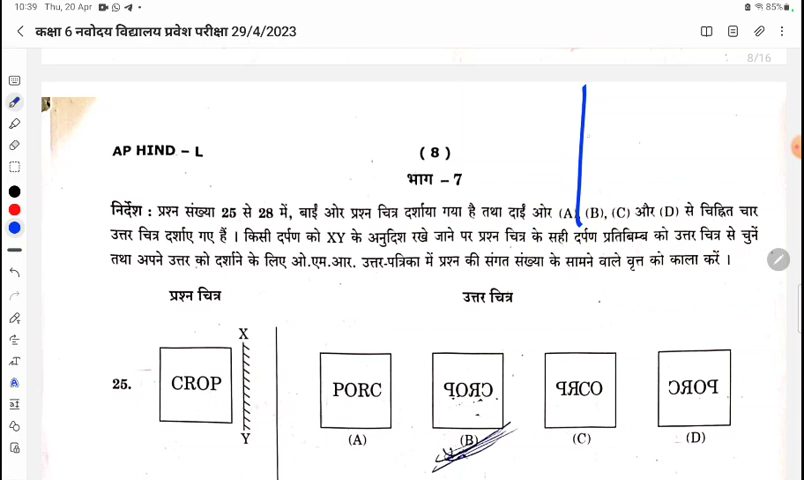 10:39 Thu, 20 Apr
85%
कक्षा 6 नवोदय विद्यालय प्रवेश परीक्षा 29/4/2023
8/16
AP HIND – L
( 8 )
भाग – 7
निर्देश : प्रश्न संख्या 25 से 28 में, बाईं ओर प्रश्न चित्र दर्शाया गया है तथा दाईं ओर (A), (B), (C) और (D) से चिह्नित चार
उत्तर चित्र दर्शाए गए हैं । किसी दर्पण को XY के अनुदिश रखे जाने पर प्रश्न चित्र के सही दर्पण प्रतिबिम्ब को उत्तर चित्र से चुनें
तथा अपने उत्तर को दर्शाने के लिए ओ.एम.आर. उत्तर-पत्रिका में प्रश्न की संगत संख्या के सामने वाले वृत्त को काला करें ।
प्रश्न चित्र
उत्तर चित्र
X
25.
CROP
PORC
Y
(A)
(B)
(C)
(D)